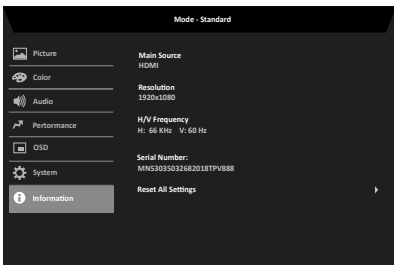 Mode - Standard
Picture
Color
Audio
Pertormance
OSD
System
Information
Main Source
HDMI
Resolution
1920x1080
H/V Frequency
H: 66 KHz V: 60 Hz
Serial Number:
MNS3035032682018TPV888
Reset All Settings